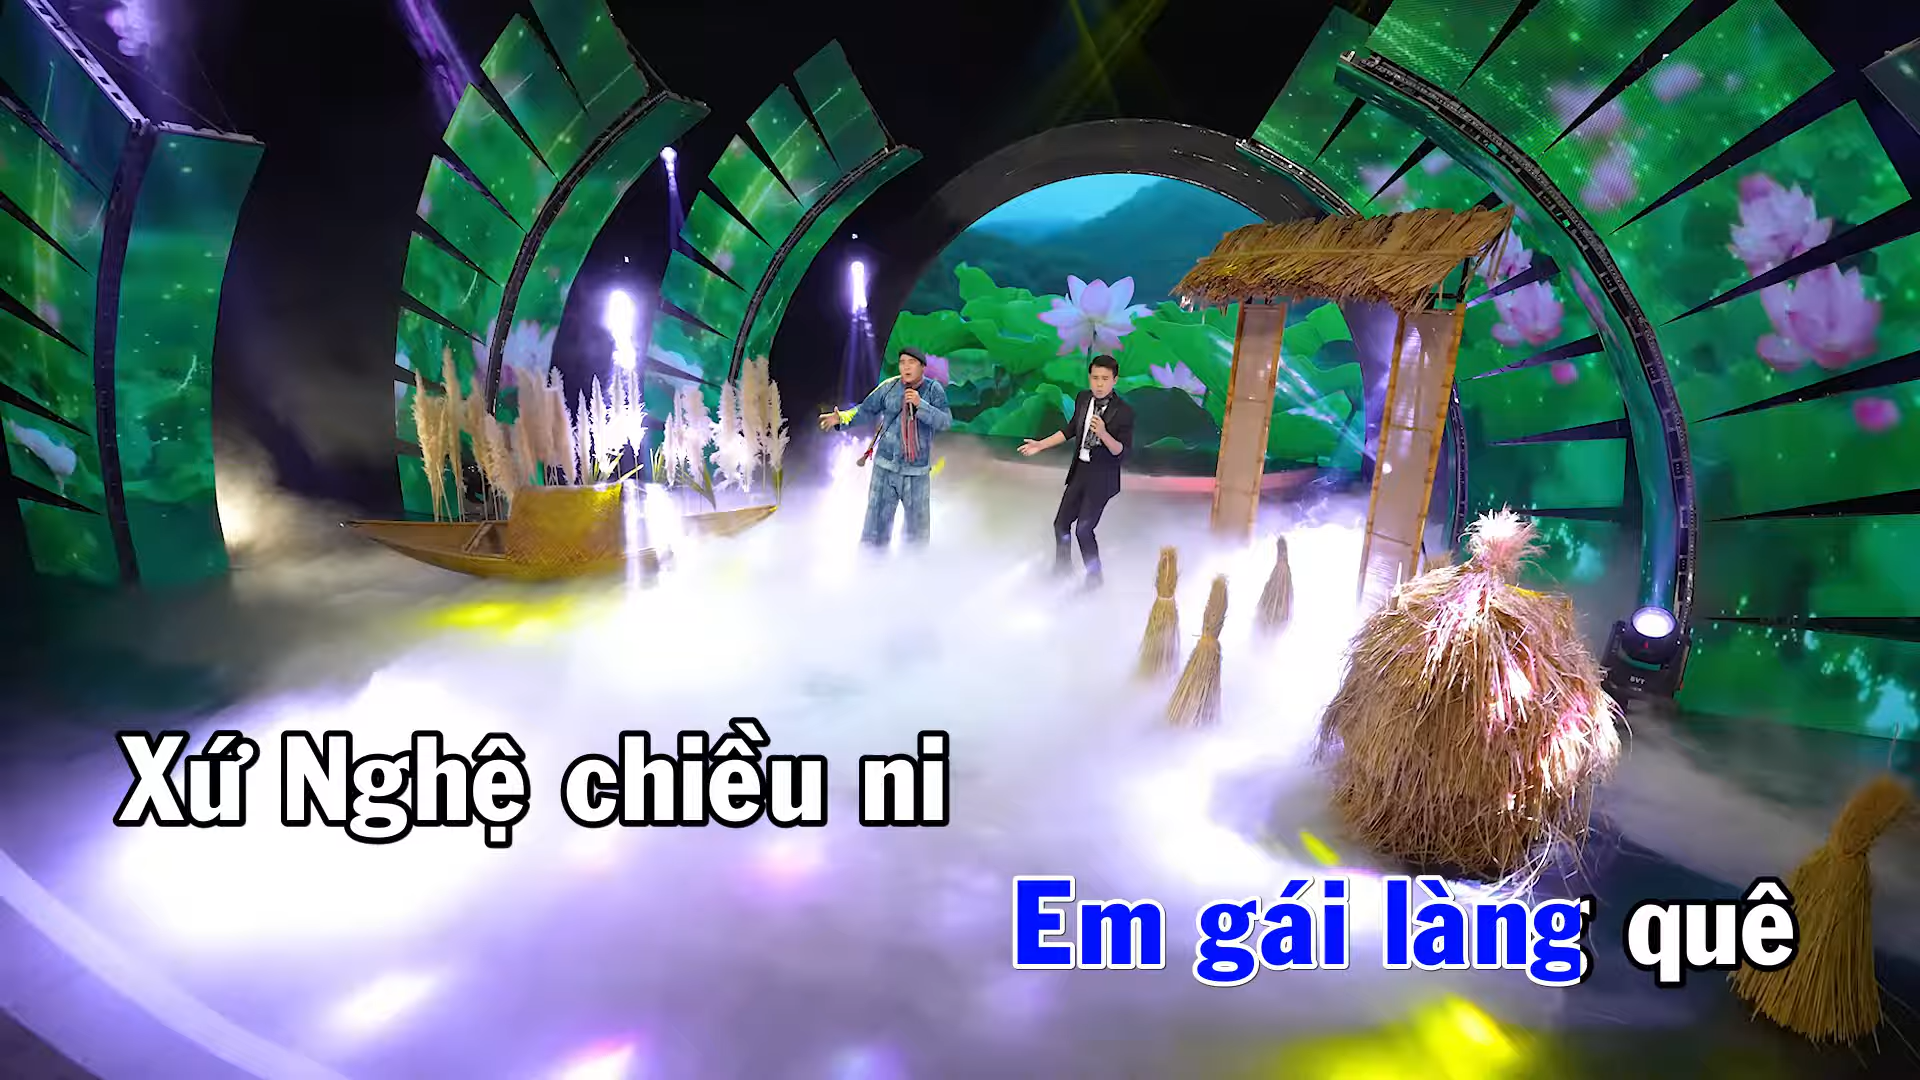 Xứ Nghệ chiều ni
Em gái làng quê